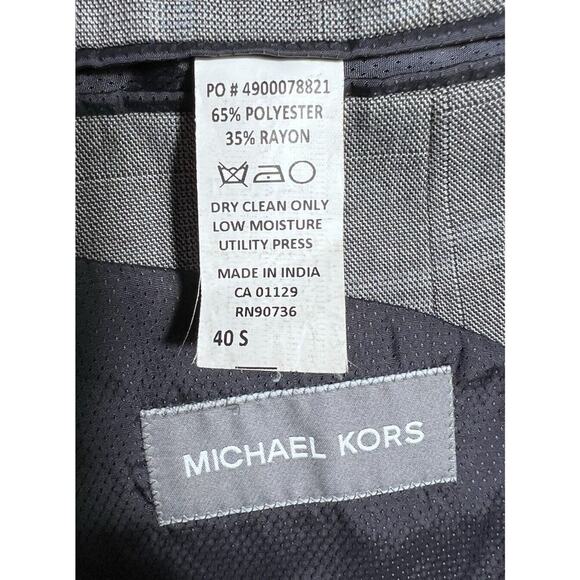 PO # 4900078821
65% POLYESTER
35% RAYON
DRY CLEAN ONLY
LOW MOISTURE
UTILITY PRESS
MADE IN INDIA
CA 01129
RN90736
40 S
MICHAEL KORS